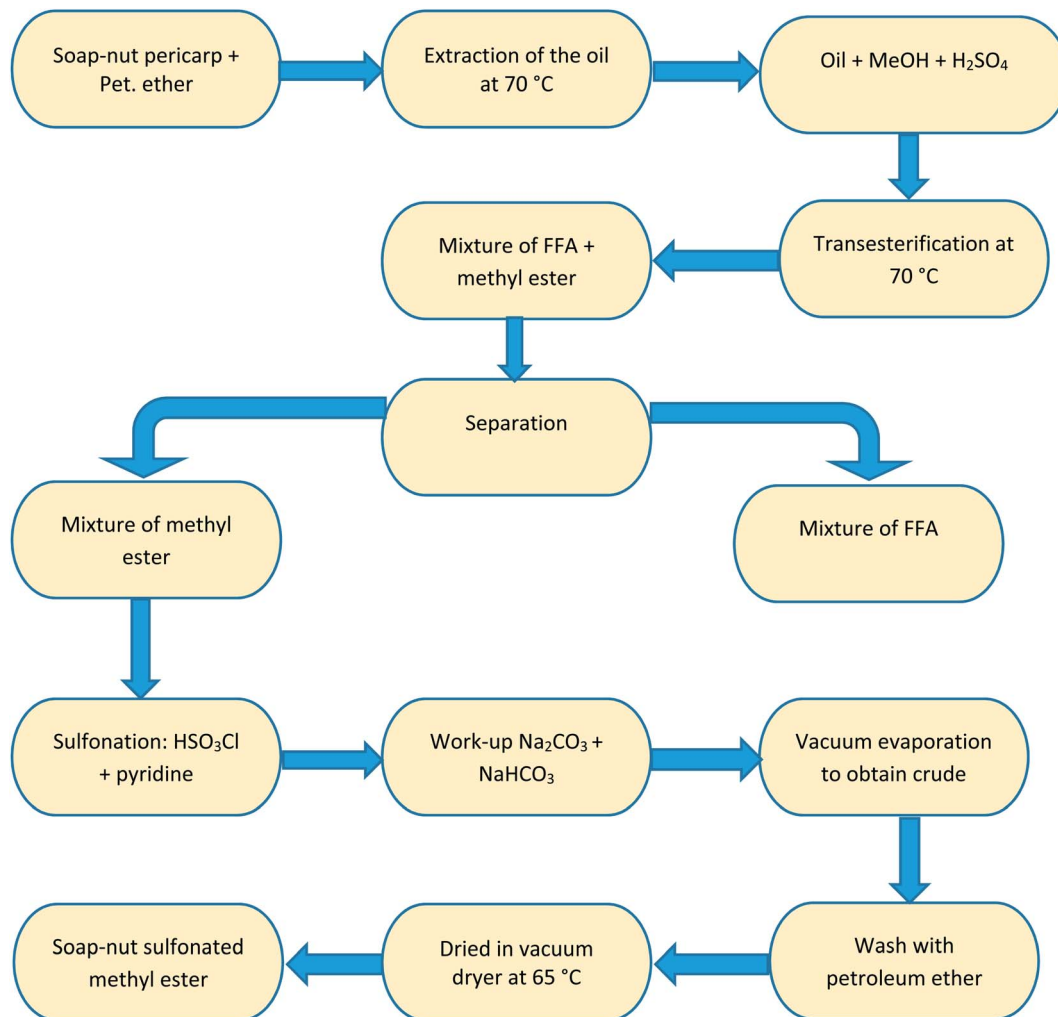 Soap-nut pericarp +
Pet. ether
Extraction of the oil
at 70 °C
Oil + MeOH + H₂SO₄
Transesterification at
70 °C
Mixture of FFA +
methyl ester
Separation
Mixture of methyl
ester
Mixture of FFA
Sulfonation: HSO₃Cl
+ pyridine
Work-up Na₂CO₃ +
NaHCO₃
Vacuum evaporation
to obtain crude
Wash with
petroleum ether
Dried in vacuum
dryer at 65 °C
Soap-nut sulfonated
methyl ester